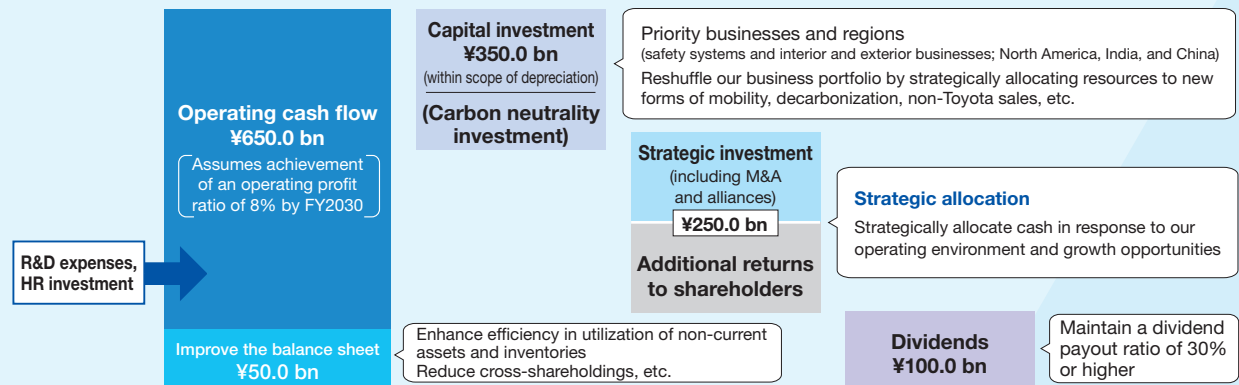 R&D expenses,
HR investment
Operating cash flow
¥650.0 bn
Assumes achievement
of an operating profit
ratio of 8% by FY2030
Improve the balance sheet
¥50.0 bn
Enhance efficiency in utilization of non-current
assets and inventories
Reduce cross-shareholdings, etc.
Capital investment
¥350.0 bn
(within scope of depreciation)
(Carbon neutrality
investment)
Priority businesses and regions
(safety systems and interior and exterior businesses; North America, India, and China)
Reshuffle our business portfolio by strategically allocating resources to new
forms of mobility, decarbonization, non-Toyota sales, etc.
Strategic investment
(including M&A
and alliances)
¥250.0 bn
Additional returns
to shareholders
Strategic allocation
Strategically allocate cash in response to our
operating environment and growth opportunities
Dividends
¥100.0 bn
Maintain a dividend
payout ratio of 30%
or higher